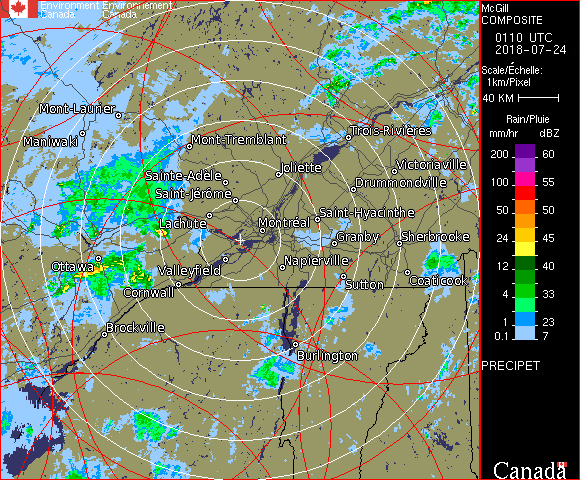 Environment Environnement
Canada Canada
McGill
COMPOSITE
0110 UTC
2018-07-24
Scale/Échelle:
1km/Pixel
40 KM
Rain/Pluie
mm/hr dBZ
200 60
100 55
50 50
24 45
12 40
8 33
4 30
1 23
0.1 7
PRECIPET
Canada
Mont-Laurier
Maniwaki
Mont-Tremblant
Trois-Rivières
Sainte-Adèle
Joliette
Victoriaville
Saint-Jérôme
Drummondville
Lachute
Saint-Hyacinthe
Montréal
Granby
Sherbrooke
Ottawa
Valleyfield
Napierville
Cornwall
Sutton
Coaticook
Brockville
Burlington